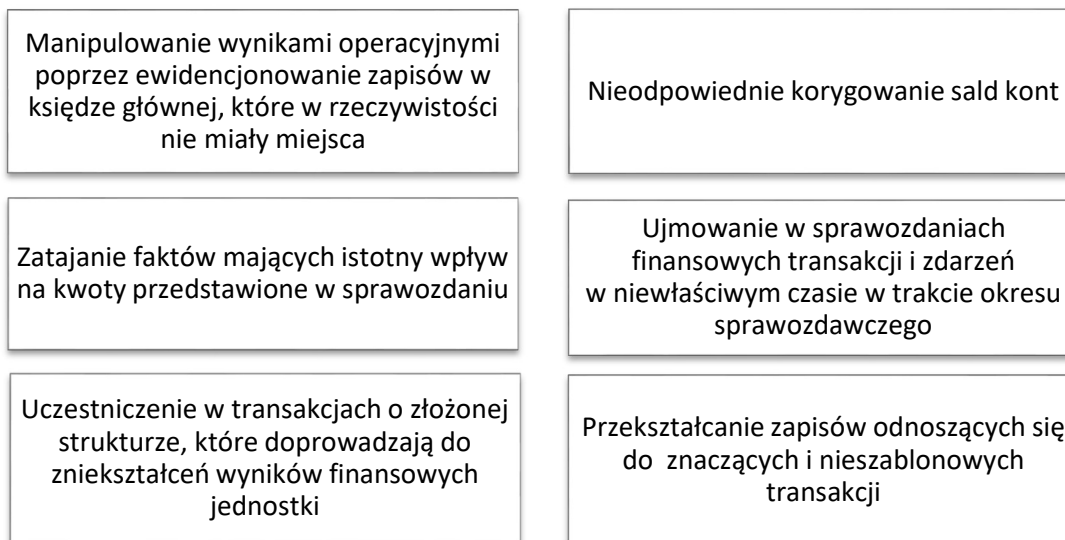 Manipulowanie wynikami operacyjnymi
poprzez ewidencjonowanie zapisów w
księdze głównej, które w rzeczywistości
nie miały miejsca
Nieodpowiednie korygowanie sald kont
Zatajanie faktów mających istotny wpływ
na kwoty przedstawione w sprawozdaniu
Ujmowanie w sprawozdaniach
finansowych transakcji i zdarzeń
w niewłaściwym czasie w trakcie okresu
sprawozdawczego
Uczestniczenie w transakcjach o złożonej
strukturze, które doprowadzają do
zniekształceń wyników finansowych
jednostki
Przekształcanie zapisów odnoszących się
do znaczących i nieszablonowych
transakcji